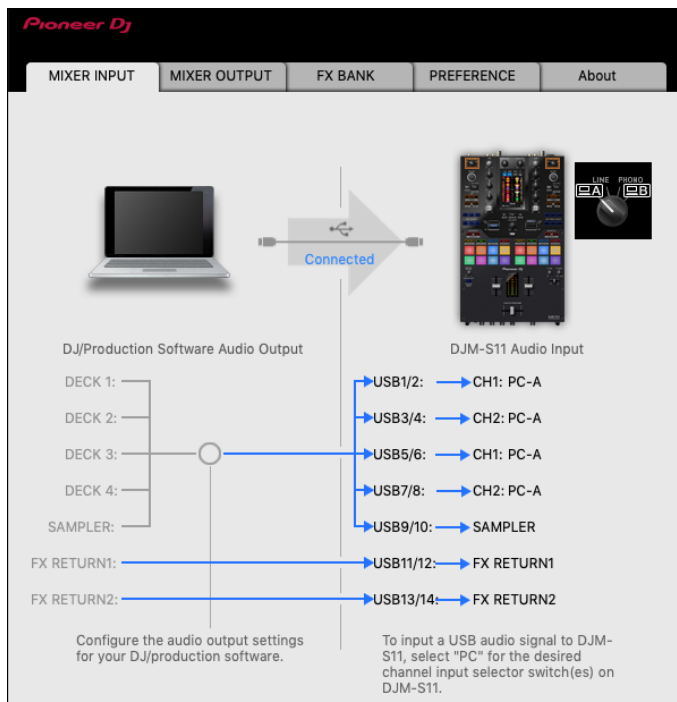 Pioneer Dj
MIXER INPUT
MIXER OUTPUT
FX BANK
PREFERENCE
About
LINE PHONO
A
B
Connected
DJ/Production Software Audio Output
DJM-S11 Audio Input
DECK 1:
USB1/2:
CH1: PC-A
DECK 2:
USB3/4:
CH2: PC-A
DECK 3:
USB5/6:
CH1: PC-A
DECK 4:
USB7/8:
CH2: PC-A
SAMPLER:
USB9/10:
SAMPLER
FX RETURN1:
USB11/12:
FX RETURN1
FX RETURN2:
USB13/14:
FX RETURN2
Configure the audio output settings
for your DJ/production software.
To input a USB audio signal to DJM-
S11, select "PC" for the desired
channel input selector switch(es) on
DJM-S11.